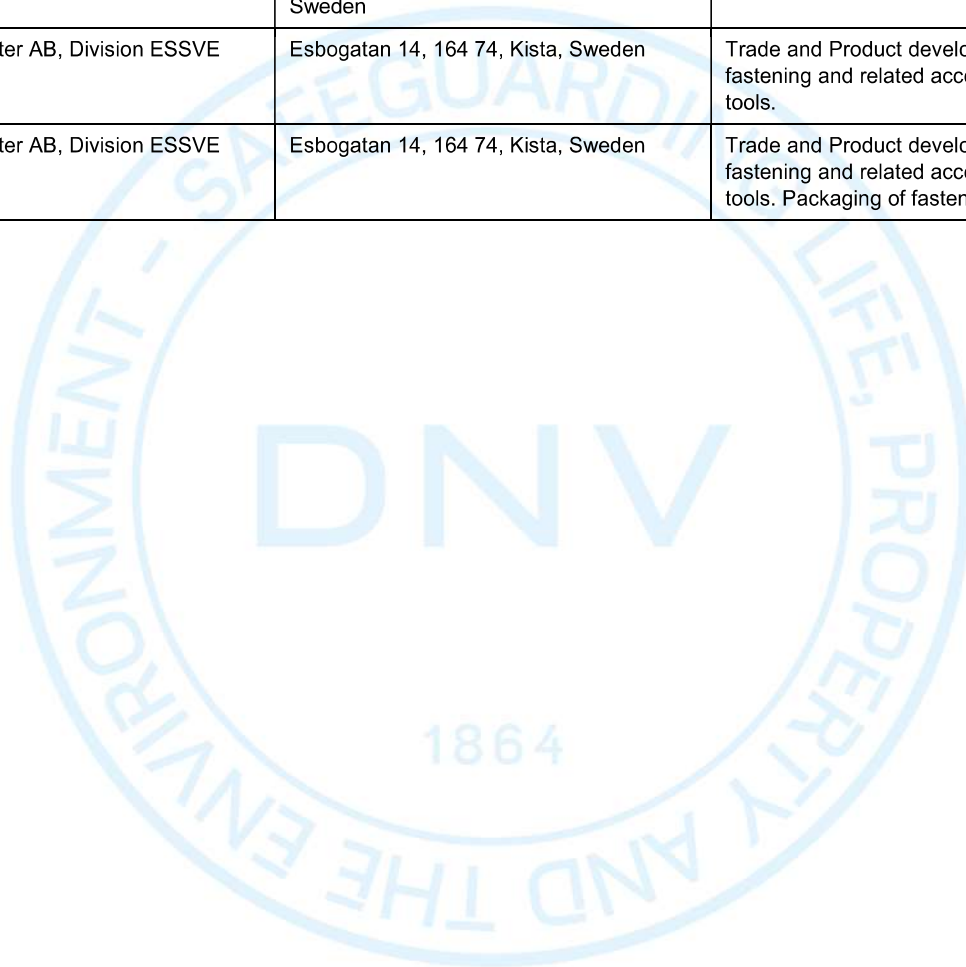 Sweden
ter AB, Division ESSVE
Esbogatan 14, 164 74, Kista, Sweden
Trade and Product develo
fastening and related acce
tools.
ter AB, Division ESSVE
Esbogatan 14, 164 74, Kista, Sweden
Trade and Product develo
fastening and related acce
tools. Packaging of fasten
SAFEGUARDING LIFE, PROPERTY AND THE ENVIRONMENT -
DNV
1864